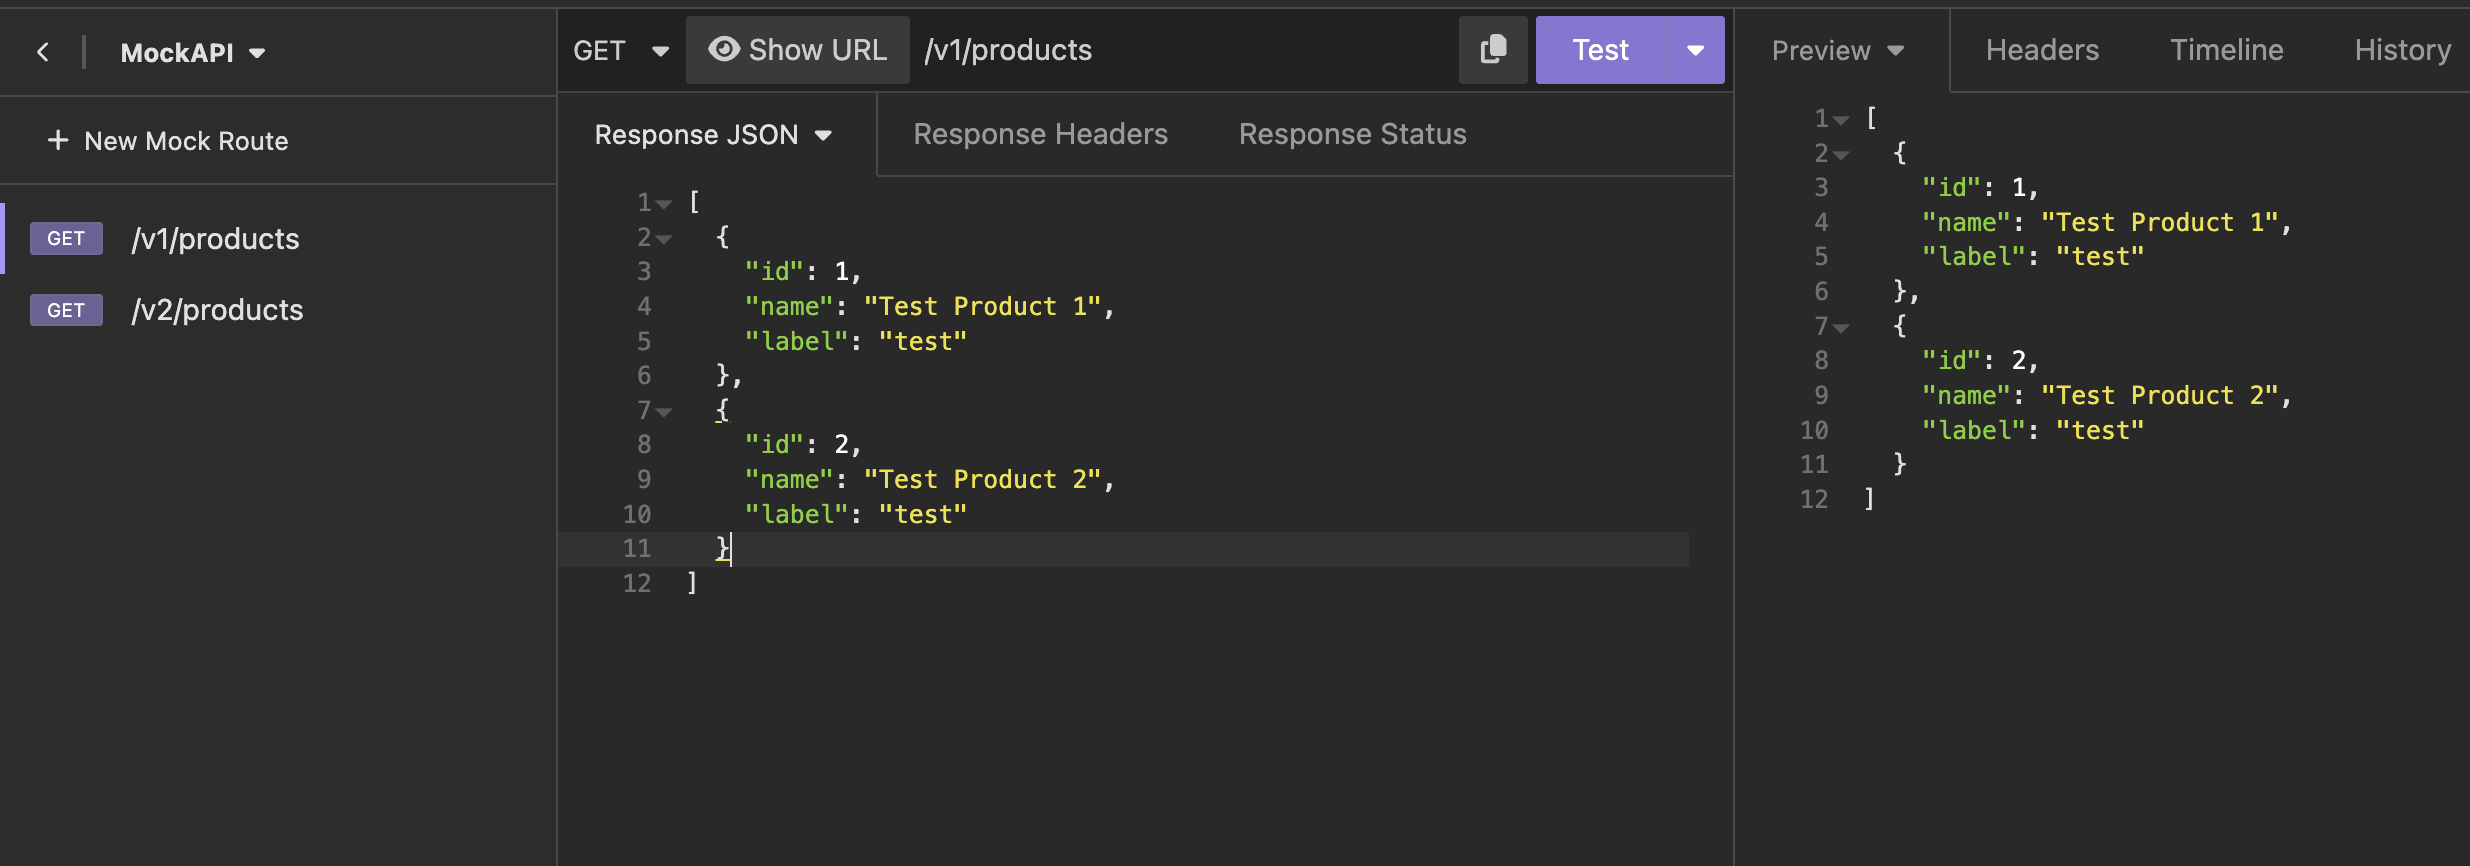 MockAPI
+ New Mock Route
GET /v1/products
GET /v2/products
GET Show URL /v1/products Test
Response JSON Response Headers Response Status
1 [
2 {
3 "id": 1,
4 "name": "Test Product 1",
5 "label": "test"
6 },
7 {
8 "id": 2,
9 "name": "Test Product 2",
10 "label": "test"
11 }
12 ]
Preview Headers Timeline History
1 [
2 {
3 "id": 1,
4 "name": "Test Product 1",
5 "label": "test"
6 },
7 {
8 "id": 2,
9 "name": "Test Product 2",
10 "label": "test"
11 }
12 ]